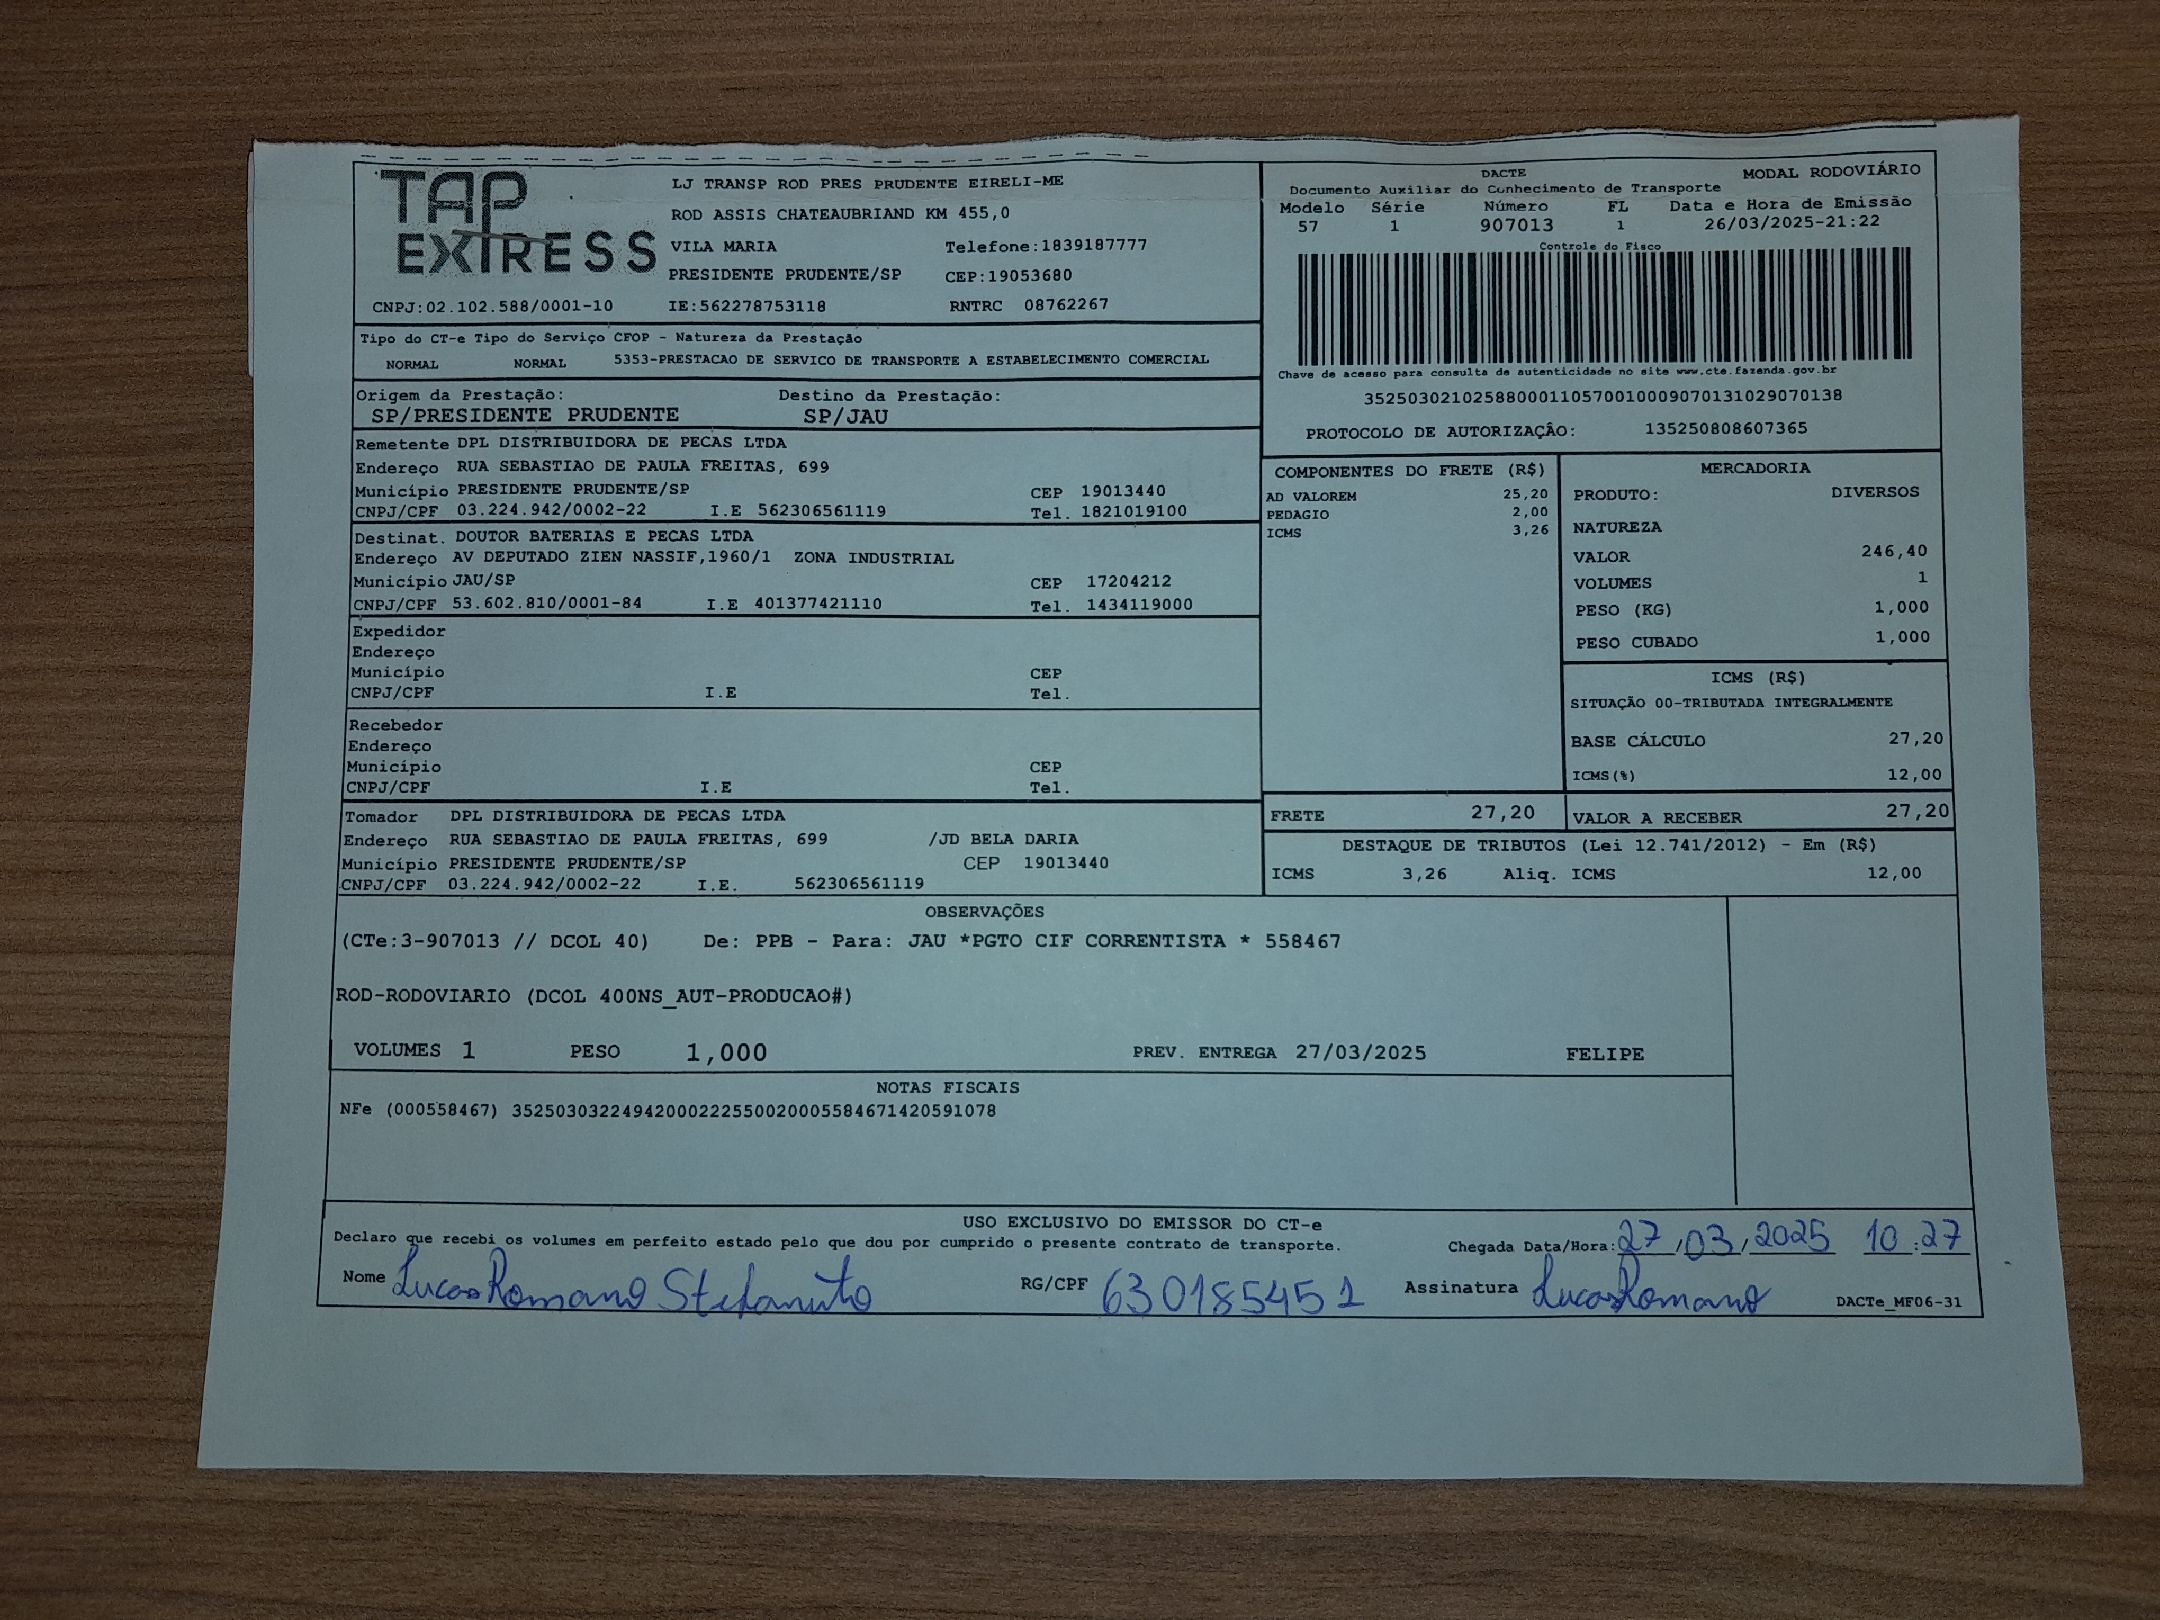 TAP EXPRESS
LJ TRANSP ROD PRES PRUDENTE EIRELI-ME
ROD ASSIS CHATEAUBRIAND KM 455,0
VILA MARIA Telefone:1839187777
PRESIDENTE PRUDENTE/SP CEP:19053680
CNPJ:02.102.588/0001-10 IE:562278753118 RNTRC 08762267
DACTE MODAL RODOVIÁRIO
Documento Auxiliar do Conhecimento de Transporte
Modelo Série Número FL Data e Hora de Emissão
57 1 907013 1 26/03/2025-21:22
Controle do Fisco
Chave de acesso para consulta de autenticidade no site www.cte.fazenda.gov.br
35250302102588000110570010009070131029070138
PROTOCOLO DE AUTORIZAÇÂO: 135250808607365
Tipo do CT-e Tipo do Serviço CFOP - Natureza da Prestação
NORMAL NORMAL 5353-PRESTACAO DE SERVICO DE TRANSPORTE A ESTABELECIMENTO COMERCIAL
Origem da Prestação: Destino da Prestação:
SP/PRESIDENTE PRUDENTE SP/JAU
Remetente DPL DISTRIBUIDORA DE PECAS LTDA
Endereço RUA SEBASTIAO DE PAULA FREITAS, 699
Município PRESIDENTE PRUDENTE/SP CEP 19013440
CNPJ/CPF 03.224.942/0002-22 I.E 562306561119 Tel. 1821019100
Destinat. DOUTOR BATERIAS E PECAS LTDA
Endereço AV DEPUTADO ZIEN NASSIF,1960/1 ZONA INDUSTRIAL
Município JAU/SP CEP 17204212
CNPJ/CPF 53.602.810/0001-84 I.E 401377421110 Tel. 1434119000
Expedidor
Endereço
Município CEP
CNPJ/CPF I.E Tel.
Recebedor
Endereço
Município CEP
CNPJ/CPF I.E Tel.
Tomador DPL DISTRIBUIDORA DE PECAS LTDA
Endereço RUA SEBASTIAO DE PAULA FREITAS, 699 /JD BELA DARIA
Município PRESIDENTE PRUDENTE/SP CEP 19013440
CNPJ/CPF 03.224.942/0002-22 I.E. 562306561119
COMPONENTES DO FRETE (R$)
AD VALOREM 25,20
PEDAGIO 2,00
ICMS 3,26
MERCADORIA
PRODUTO: DIVERSOS
NATUREZA
VALOR 246,40
VOLUMES 1
PESO (KG) 1,000
PESO CUBADO 1,000
ICMS (R$)
SITUAÇÃO 00-TRIBUTADA INTEGRALMENTE
BASE CÁLCULO 27,20
ICMS(%) 12,00
FRETE 27,20 VALOR A RECEBER 27,20
DESTAQUE DE TRIBUTOS (Lei 12.741/2012) - Em (R$)
ICMS 3,26 Aliq. ICMS 12,00
OBSERVAÇÕES
(CTe:3-907013 // DCOL 40) De: PPB - Para: JAU *PGTO CIF CORRENTISTA * 558467
ROD-RODOVIARIO (DCOL 400NS_AUT-PRODUCAO#)
VOLUMES 1 PESO 1,000 PREV. ENTREGA 27/03/2025 FELIPE
NOTAS FISCAIS
NFe (000558467) 35250303224942000222550020005584671420591078
USO EXCLUSIVO DO EMISSOR DO CT-e
Declaro que recebi os volumes em perfeito estado pelo que dou por cumprido o presente contrato de transporte. Chegada Data/Hora: 27/03/2025 10:27
Nome Lucas Romano Stefanuto RG/CPF 630185451 Assinatura Lucas Romano
DACTe_MF06-31